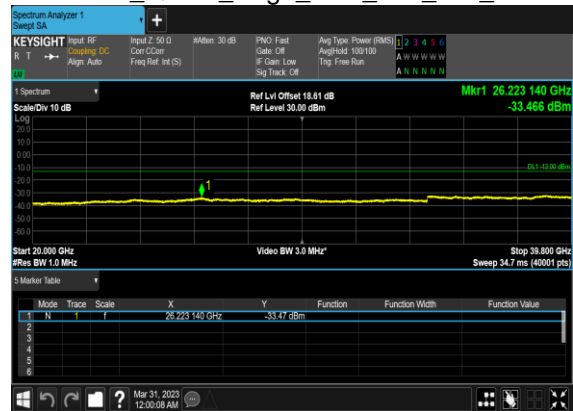 Spectrum Analyzer 1
Swept SA
+
KEYSIGHT Input: RF Input Z: 50 Ω #Atten: 30 dB PNO: Fast Avg Type: Power (RMS) 1 2 3 4 5 6
R T Coupling: DC Corr CCorr Gate: Off Avg|Hold: 100/100 A W W W W W
Align: Auto Freq Ref: Int (S) IF Gain: Low Trig: Free Run
LXI Sig Track: Off A N N N N N
1 Spectrum
Ref Lvl Offset 18.61 dB Mkr1 26.223 140 GHz
Scale/Div 10 dB Ref Level 30.00 dBm -33.466 dBm
Log
20.0
10.0
0.00
-10.0
DL1 -13.00 dBm
-20.0
1
-30.0
-40.0
-50.0
-60.0
Start 20.000 GHz Video BW 3.0 MHz* Stop 39.800 GHz
#Res BW 1.0 MHz Sweep 34.7 ms (40001 pts)
5 Marker Table
Mode Trace Scale X Y Function Function Width Function Value
1 N 1 f 26.223 140 GHz -33.47 dBm
2
3
4
5
6
? Mar 31, 2023
12:00:08 AM